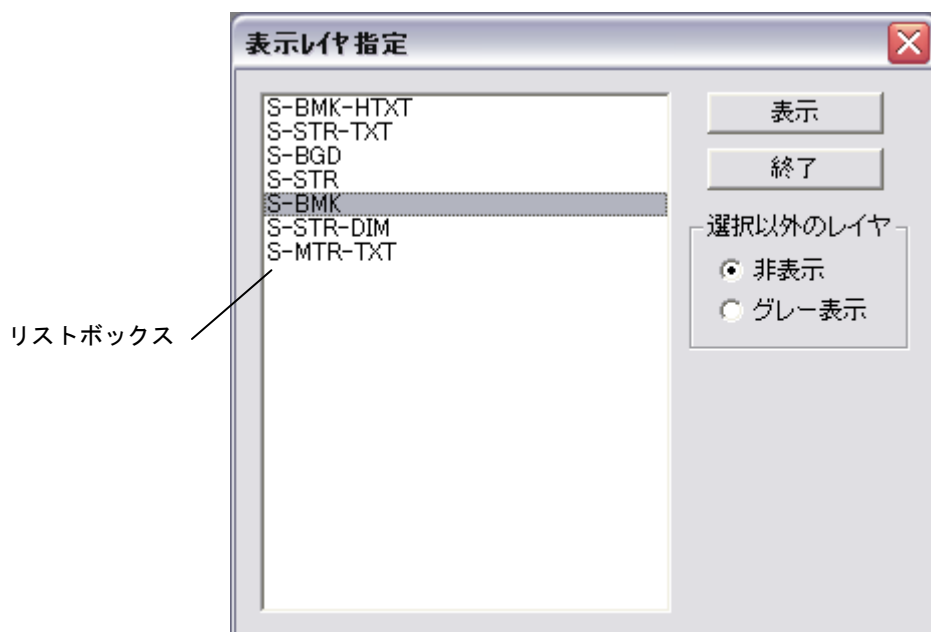 表示ﾚｲﾔ指定
S-BMK-HTXT
S-STR-TXT
S-BGD
S-STR
S-BMK
S-STR-DIM
S-MTR-TXT
表示
終了
選択以外のレイヤ
非表示
グレー表示
リストボックス